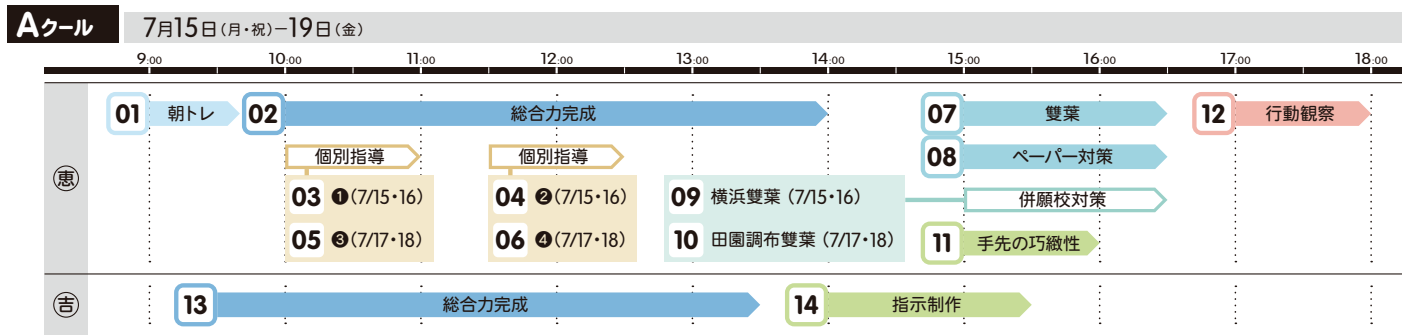 Aクール 7月15日(月・祝)−19日(金)
9:00 10:00 11:00 12:00 13:00 14:00 15:00 16:00 17:00 18:00
恵
01 朝トレ 02 総合力完成 07 雙葉 12 行動観察
個別指導 個別指導 08 ペーパー対策
03 ❶(7/15・16) 04 ❷(7/15・16) 09 横浜雙葉 (7/15・16) 併願校対策
05 ❸(7/17・18) 06 ❹(7/17・18) 10 田園調布雙葉 (7/17・18) 11 手先の巧緻性
吉 13 総合力完成 14 指示制作